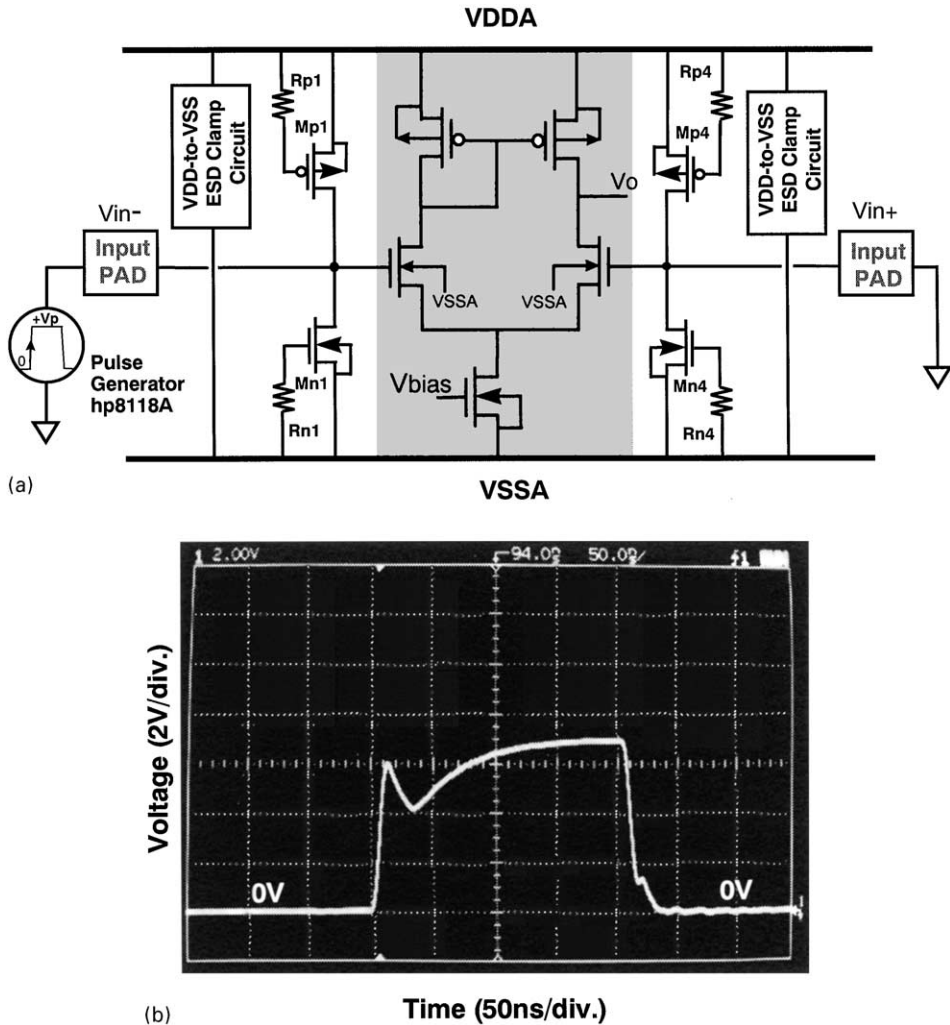 VDDA
Rp1
Mp1
VDD-to-VSS
ESD Clamp
Circuit
Rp4
Mp4
VDD-to-VSS
ESD Clamp
Circuit
Vo
Vin-
Input
PAD
Vin+
Input
PAD
VSSA
VSSA
+Vp
0
Pulse
Generator
hp8118A
Mn1
Rn1
Vbias
Mn4
Rn4
VSSA
(a)
1 2.00V
50.0
Voltage (2V/div.)
0V
0V
Time (50ns/div.)
(b)